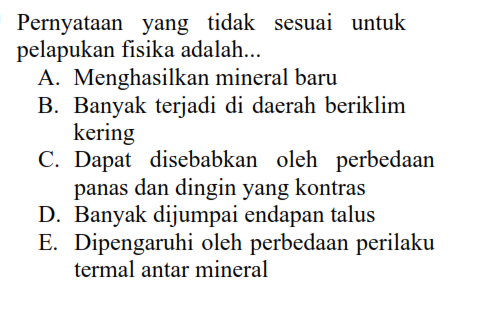 Pernyataan yang tidak sesuai untuk
pelapukan fisika adalah...
A. Menghasilkan mineral baru
B. Banyak terjadi di daerah beriklim
kering
C. Dapat disebabkan oleh perbedaan
panas dan dingin yang kontras
D. Banyak dijumpai endapan talus
E. Dipengaruhi oleh perbedaan perilaku
termal antar mineral